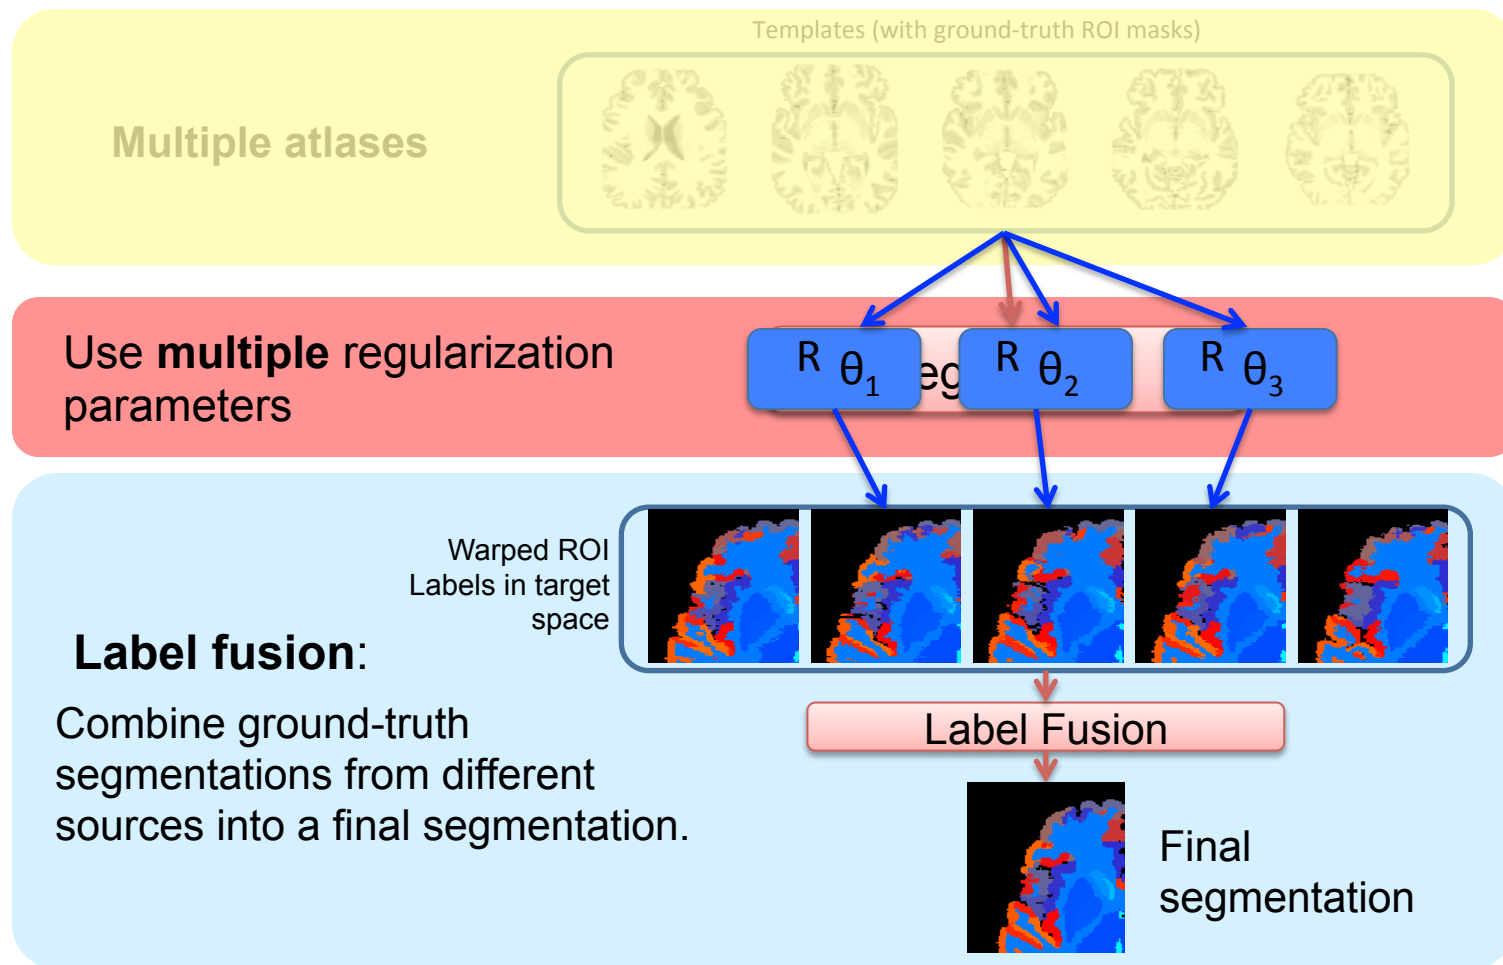 Templates (with ground-truth ROI masks)
Multiple atlases
Use multiple regularization
parameters
R θ1
eg
R θ2
R θ3
Warped ROI
Labels in target
space
Label fusion:
Combine ground-truth
segmentations from different
sources into a final segmentation.
Label Fusion
Final
segmentation